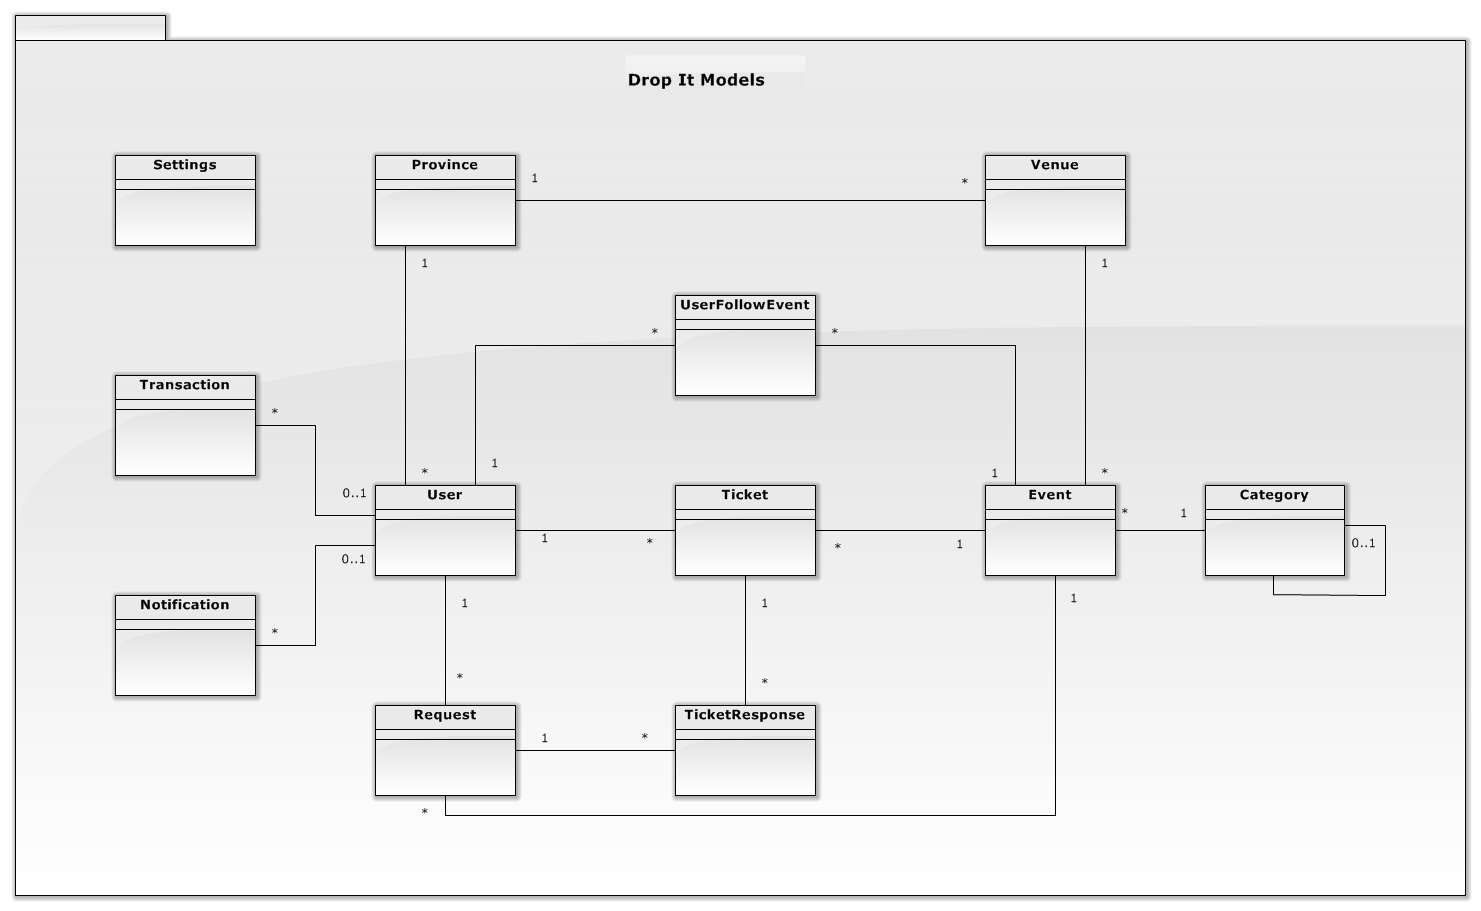 Drop It Models
Settings
Province
Venue
1
*
1
1
UserFollowEvent
*
*
Transaction
*
1
1
*
*
0..1
User
Ticket
Event
Category
*
1
1
*
*
1
0..1
0..1
Notification
1
1
1
*
*
*
Request
TicketResponse
1
*
*